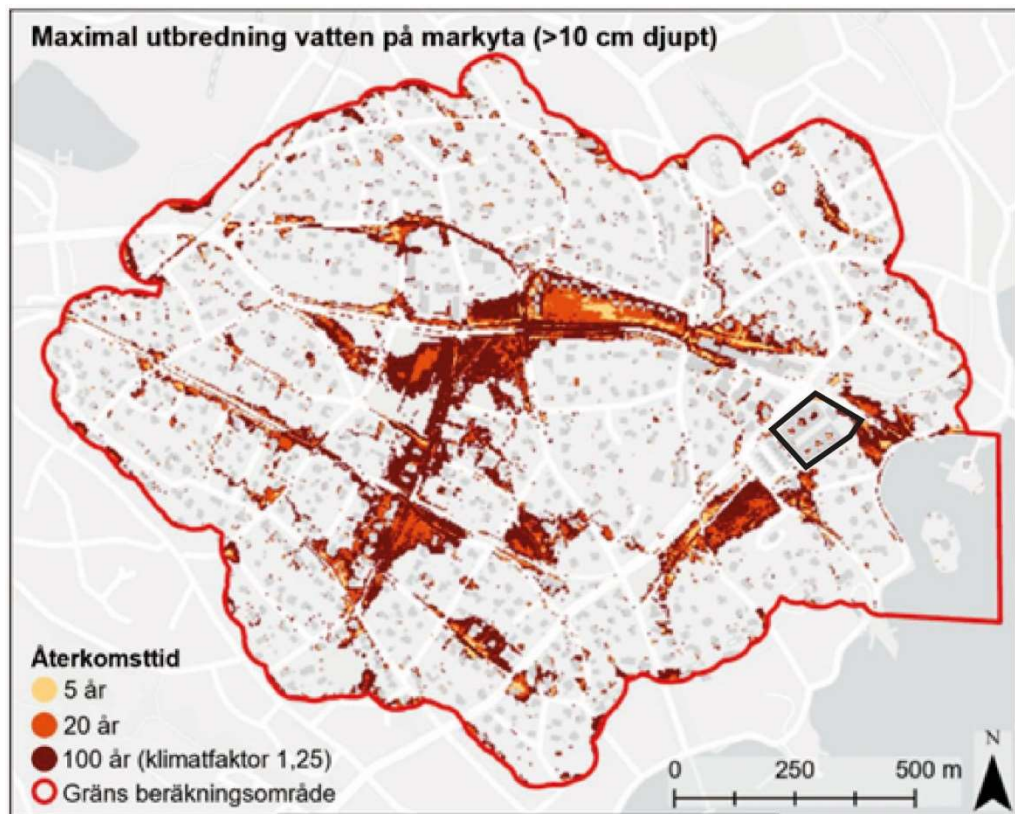 Maximal utbredning vatten på markyta (>10 cm djupt)
Återkomsttid
5 år
20 år
100 år (klimatfaktor 1,25)
Gräns beräkningsområde
0 250 500 m
N